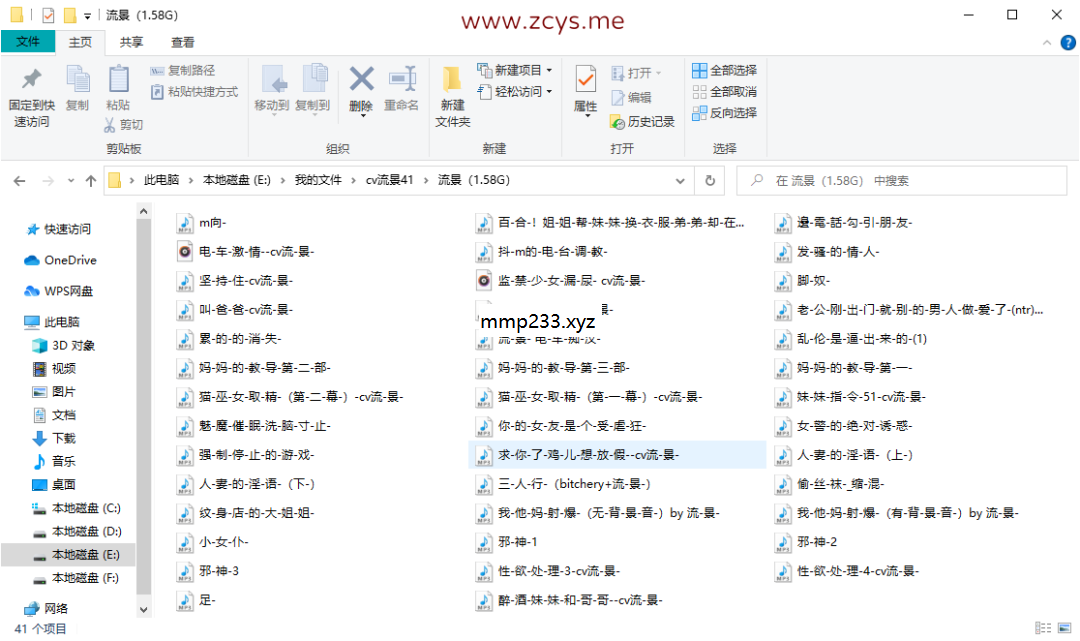 流景（1.58G）
www.zcys.me
文件 主页 共享 查看
固定到快速访问
复制
粘贴
复制路径
粘贴快捷方式
剪切
剪贴板
移动到
复制到
删除
重命名
组织
新建文件夹
新建项目
轻松访问
新建
属性
打开
编辑
历史记录
打开
全部选择
全部取消
反向选择
选择
此电脑 › 本地磁盘 (E:) › 我的文件 › cv流景41 › 流景（1.58G）
在 流景（1.58G） 中搜索
快速访问
OneDrive
WPS网盘
此电脑
3D 对象
视频
图片
文档
下载
音乐
桌面
本地磁盘 (C:)
本地磁盘 (D:)
本地磁盘 (E:)
本地磁盘 (F:)
网络
m向-
百-合-！姐-姐-帮-妹-妹-换-衣-服-弟-弟-却-在...
邊-電-話-勾-引-朋-友-
电-车-激-情--cv流-景-
抖-m的-电-台-调-教-
发-骚-的-情-人-
坚-持-住-cv流-景-
监-禁-少-女-漏-尿- cv流-景-
脚-奴-
叫-爸-爸-cv流-景-
景-
老-公-刚-出-门-就-别-的-男-人-做-爱-了-(ntr)...
mmp233.xyz
累-的-的-消-失-
流-景- 电-车-痴-汉-
乱-伦-是-逼-出-来-的-(1)
妈-妈-的-教-导-第-二-部-
妈-妈-的-教-导-第-三-部-
妈-妈-的-教-导-第-一-
猫-巫-女-取-精-（第-二-幕-）-cv流-景-
猫-巫-女-取-精-（第-一-幕-）-cv流-景-
妹-妹-指-令-51-cv流-景-
魅-魔-催-眠-洗-脑-寸-止-
你-的-女-友-是-个-受-虐-狂-
女-警-的-绝-对-诱-惑-
强-制-停-止-的-游-戏-
求-你-了-鸡-儿-想-放-假--cv流-景-
人-妻-的-淫-语-（上-）
人-妻-的-淫-语-（下-）
三-人-行-（bitchery+流-景-）
偷-丝-袜-_缩-混-
纹-身-店-的-大-姐-姐-
我-他-妈-射-爆-（无-背-景-音-）by 流-景-
我-他-妈-射-爆-（有-背-景-音-）by 流-景-
小-女-仆-
邪-神-1
邪-神-2
邪-神-3
性-欲-处-理-3-cv流-景-
性-欲-处-理-4-cv流-景-
足-
醉-酒-妹-妹-和-哥-哥--cv流-景-
41 个项目